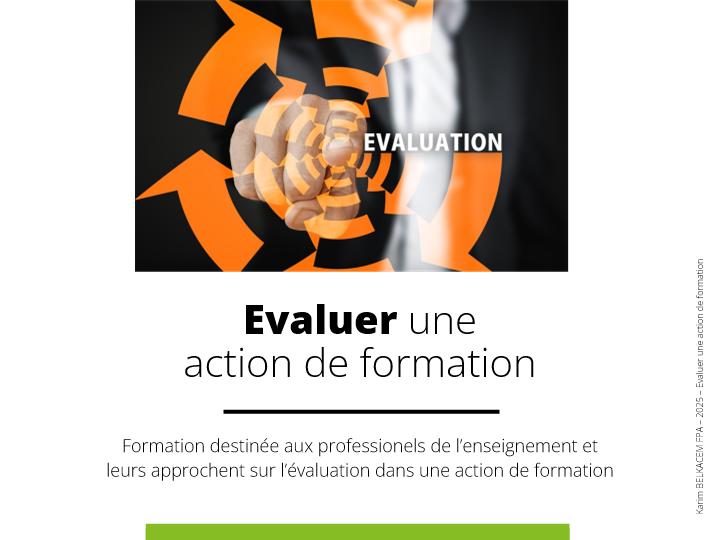 EVALUATION
Evaluer une
action de formation
Formation destinée aux professionels de l’enseignement et
leurs approchent sur l’évaluation dans une action de formation
Karim BELKACEM FPA – 2025 – Evaluer une action de formation